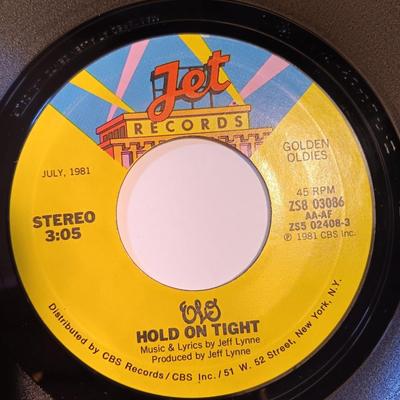 Jet
RECORDS
GOLDEN
OLDIES
JULY, 1981
STEREO
3:05
45 RPM
ZS8 03086
AA-AF
ZS5 02408-3
℗ 1981 CBS Inc.
HOLD ON TIGHT
Music & Lyrics by Jeff Lynne
Produced by Jeff Lynne
Distributed by CBS Records/CBS Inc./51 W. 52 Street, New York, N.Y.